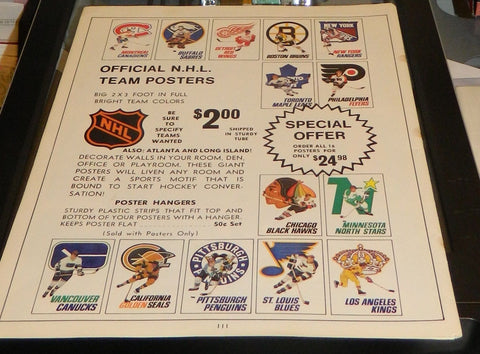 MONTREAL
CANADIENS
BUFFALO
SABRES
DETROIT
RED
WINGS
BOSTON BRUINS
NEW YORK
NEW YORK
RANGERS
OFFICIAL N.H.L.
TEAM POSTERS
BIG 2 X 3 FOOT IN FULL
BRIGHT TEAM COLORS
TORONTO
MAPLE LEAFS
PHILADELPHIA
FLYERS
NHL
BE
SURE
TO
SPECIFY
TEAMS
WANTED
$2.00
SHIPPED
IN STURDY
TUBE
SPECIAL
OFFER
ORDER ALL 16
POSTERS FOR
ONLY $24.98
ALSO: ATLANTA AND LONG ISLAND!
DECORATE WALLS IN YOUR ROOM, DEN,
OFFICE OR PLAYROOM. THESE GIANT
POSTERS WILL LIVEN ANY ROOM AND
CREATE A SPORTS MOTIF THAT IS
BOUND TO START HOCKEY CONVER-
SATION!
POSTER HANGERS
STURDY PLASTIC STRIPS THAT FIT TOP AND
BOTTOM OF YOUR POSTERS WITH A HANGER.
KEEPS POSTER FLAT 50c Set
(Sold with Posters Only)
CHICAGO
BLACK HAWKS
MINNESOTA
NORTH STARS
VANCOUVER
CANUCKS
CALIFORNIA
GOLDEN SEALS
PITTSBURGH
PENGUINS
PITTSBURGH
PENGUINS
ST. LOUIS
BLUES
LOS ANGELES
KINGS
111